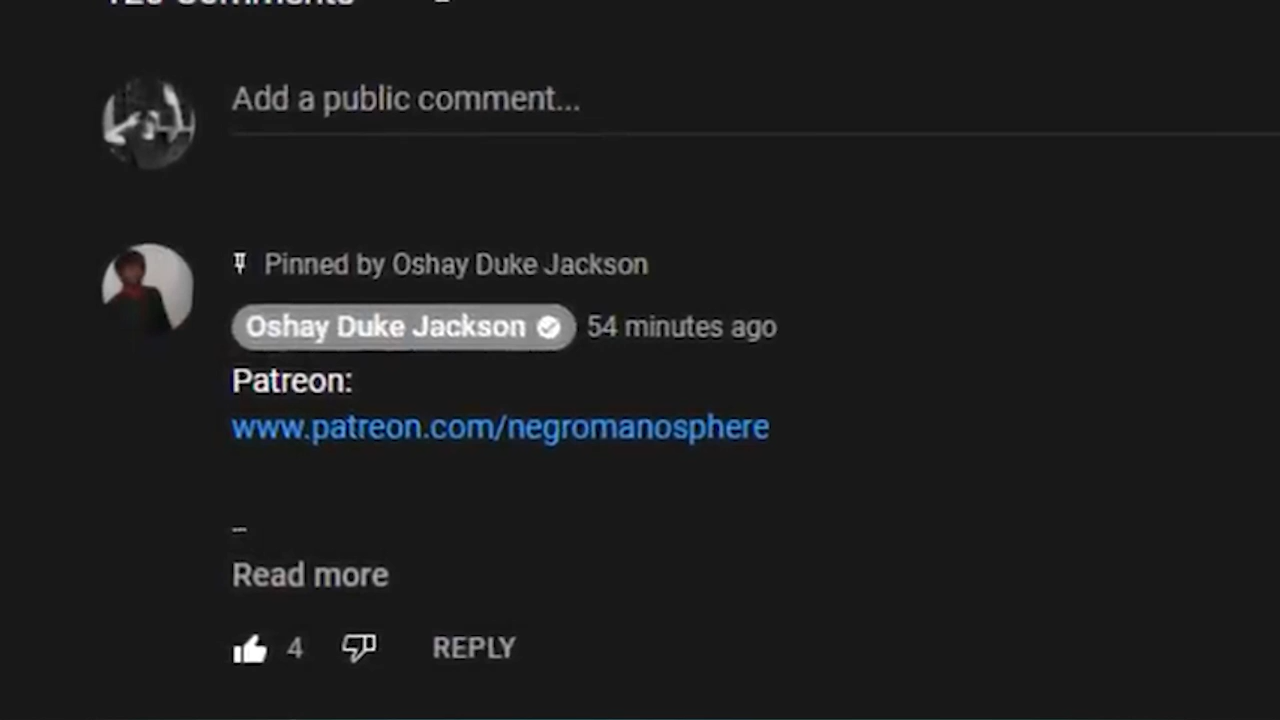 Comments
Add a public comment...
Pinned by Oshay Duke Jackson
Oshay Duke Jackson 54 minutes ago
Patreon:
www.patreon.com/negromanosphere
_
Read more
4 REPLY